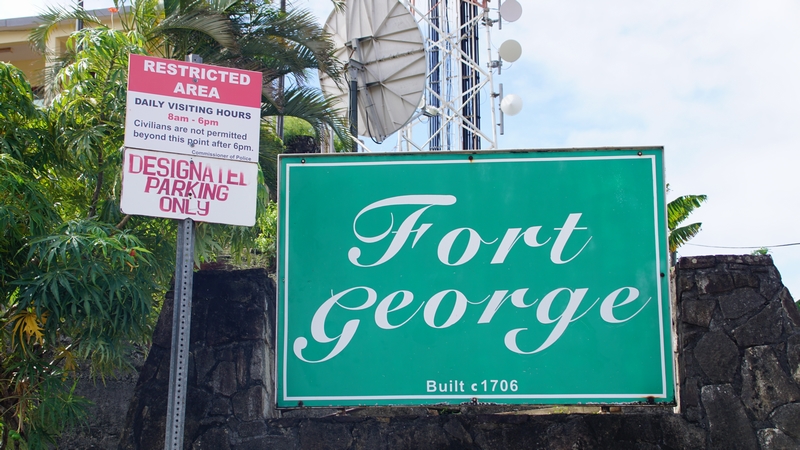 RESTRICTED
AREA
DAILY VISITING HOURS
8am - 6pm
Civilians are not permitted
beyond this point after 6pm.
Commissioner of Police
DESIGNATED
PARKING
ONLY
Fort
George
Built c1706